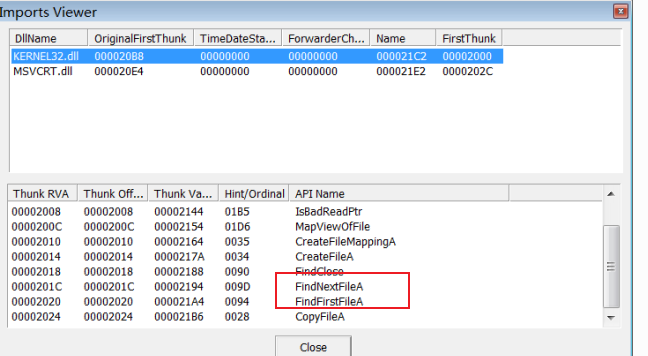 Imports Viewer
DllName OriginalFirstThunk TimeDateSta... ForwarderCh... Name FirstThunk
KERNEL32.dll 000020B8 00000000 00000000 000021C2 00002000
MSVCRT.dll 000020E4 00000000 00000000 000021E2 0000202C
Thunk RVA Thunk Off... Thunk Va... Hint/Ordinal API Name
00002008 00002008 00002144 01B5 IsBadReadPtr
0000200C 0000200C 00002154 01D6 MapViewOfFile
00002010 00002010 00002164 0035 CreateFileMappingA
00002014 00002014 0000217A 0034 CreateFileA
00002018 00002018 00002188 0090 FindClose
0000201C 0000201C 00002194 009D FindNextFileA
00002020 00002020 000021A4 0094 FindFirstFileA
00002024 00002024 000021B6 0028 CopyFileA
Close